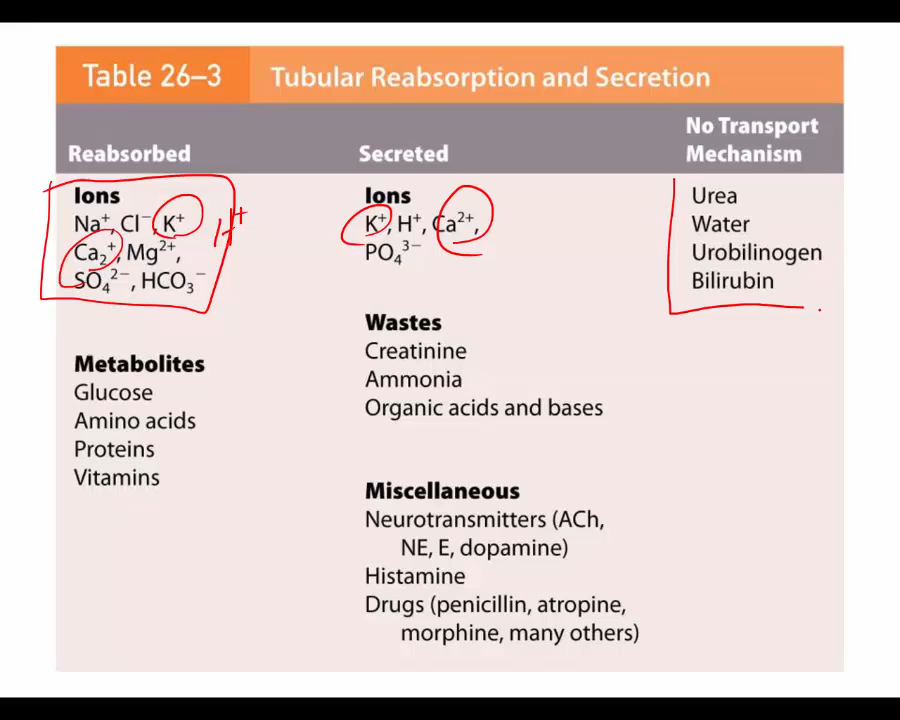 Table 26–3 Tubular Reabsorption and Secretion
Reabsorbed Secreted No Transport Mechanism
Ions
Na⁺, Cl⁻, K⁺
Ca₂⁺, Mg²⁺,
SO₄²⁻, HCO₃⁻
H⁺
Metabolites
Glucose
Amino acids
Proteins
Vitamins
Ions
K⁺, H⁺, Ca²⁺,
PO₄³⁻
Wastes
Creatinine
Ammonia
Organic acids and bases
Miscellaneous
Neurotransmitters (ACh,
NE, E, dopamine)
Histamine
Drugs (penicillin, atropine,
morphine, many others)
Urea
Water
Urobilinogen
Bilirubin